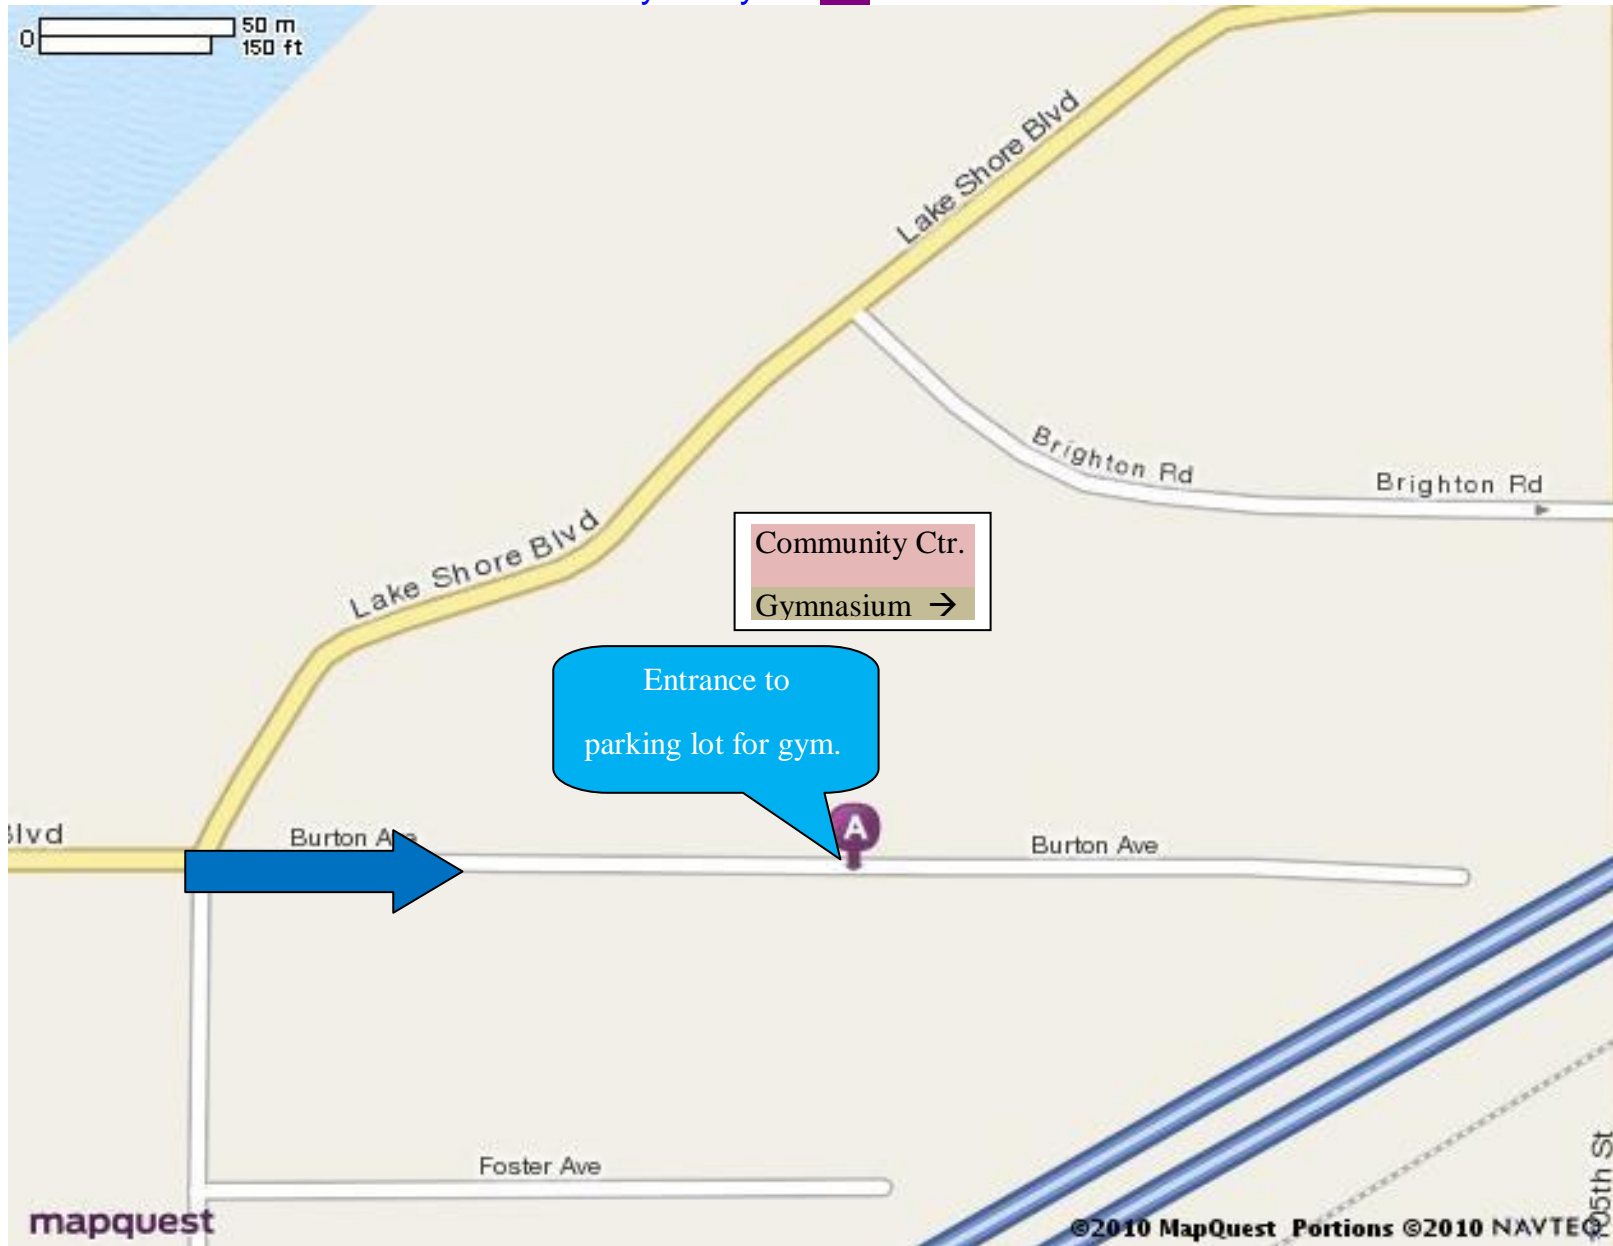 0
50 m
150 ft
Lake Shore Blvd
Brighton Rd
Brighton Rd
Lake Shore Blvd
Community Ctr.
Gymnasium →
Entrance to
parking lot for gym.
A
Blvd
Burton Ave
Burton Ave
Foster Ave
105th St
mapquest
©2010 MapQuest Portions ©2010 NAVTEQ